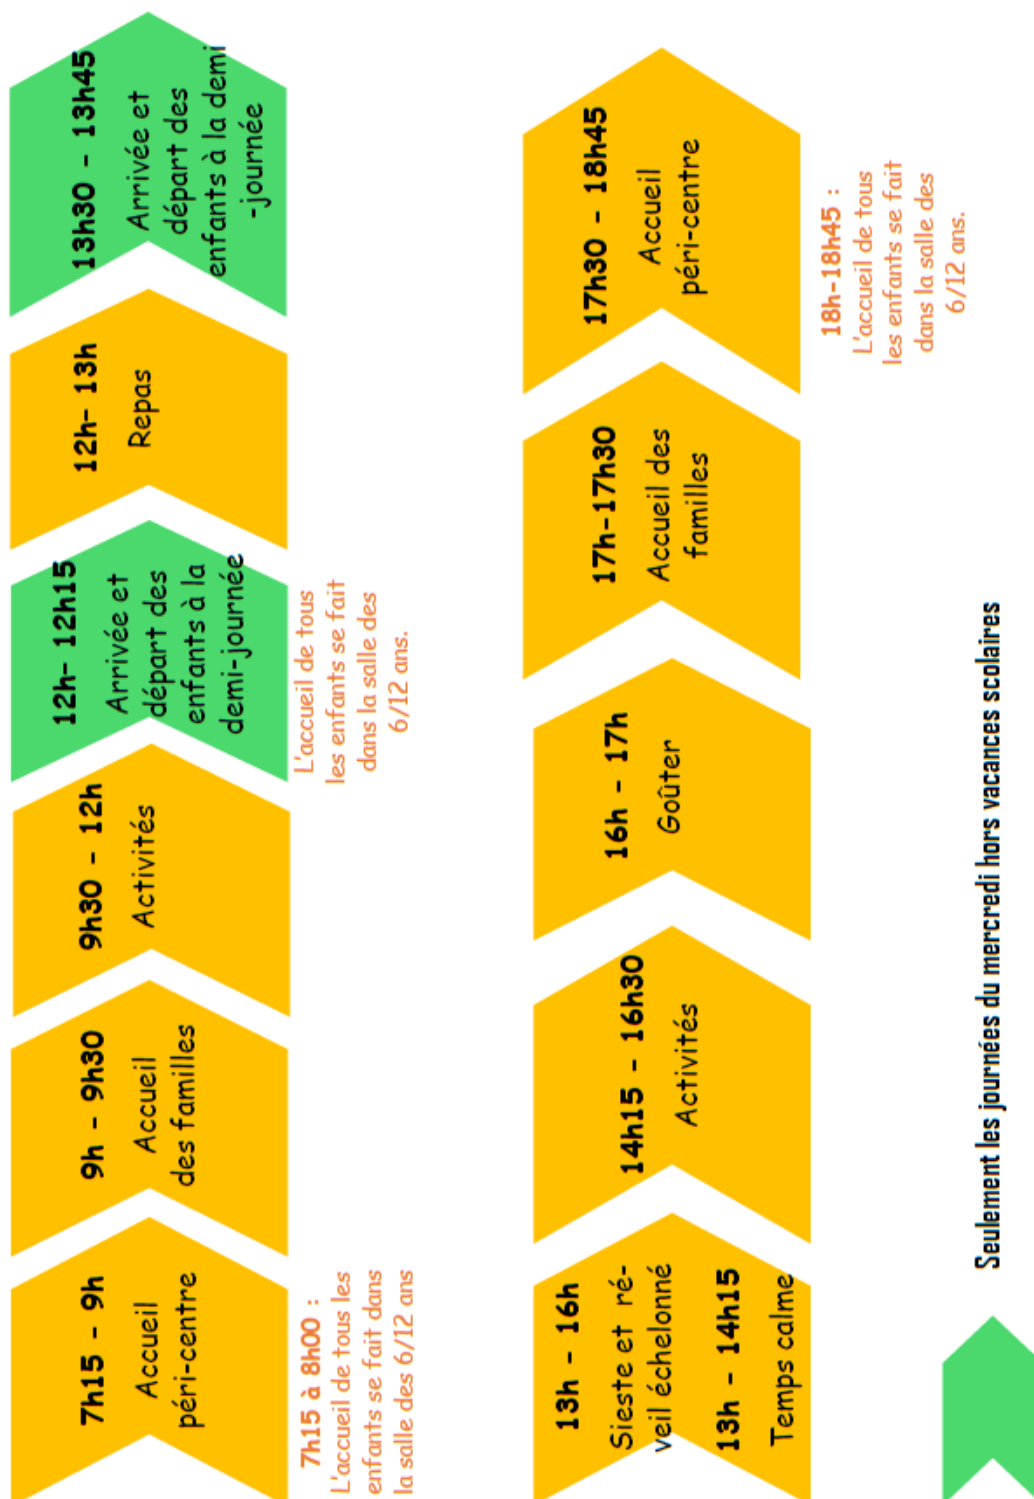 7h15 - 9h
Accueil
péri-centre
7h15 à 8h00 :
L'accueil de tous les
enfants se fait dans
la salle des 6/12 ans
9h - 9h30
Accueil
des familles
9h30 - 12h
Activités
12h- 12h15
Arrivée et
départ des
enfants à la
demi-journée
L'accueil de tous
les enfants se fait
dans la salle des
6/12 ans.
12h- 13h
Repas
13h30 - 13h45
Arrivée et
départ des
enfants à la demi
-journée
13h - 16h
Sieste et ré-
veil échelonné
13h - 14h15
Temps calme
14h15 - 16h30
Activités
16h - 17h
Goûter
17h-17h30
Accueil des
familles
17h30 - 18h45
Accueil
péri-centre
18h-18h45 :
L'accueil de tous
les enfants se fait
dans la salle des
6/12 ans.
Seulement les journées du mercredi hors vacances scolaires